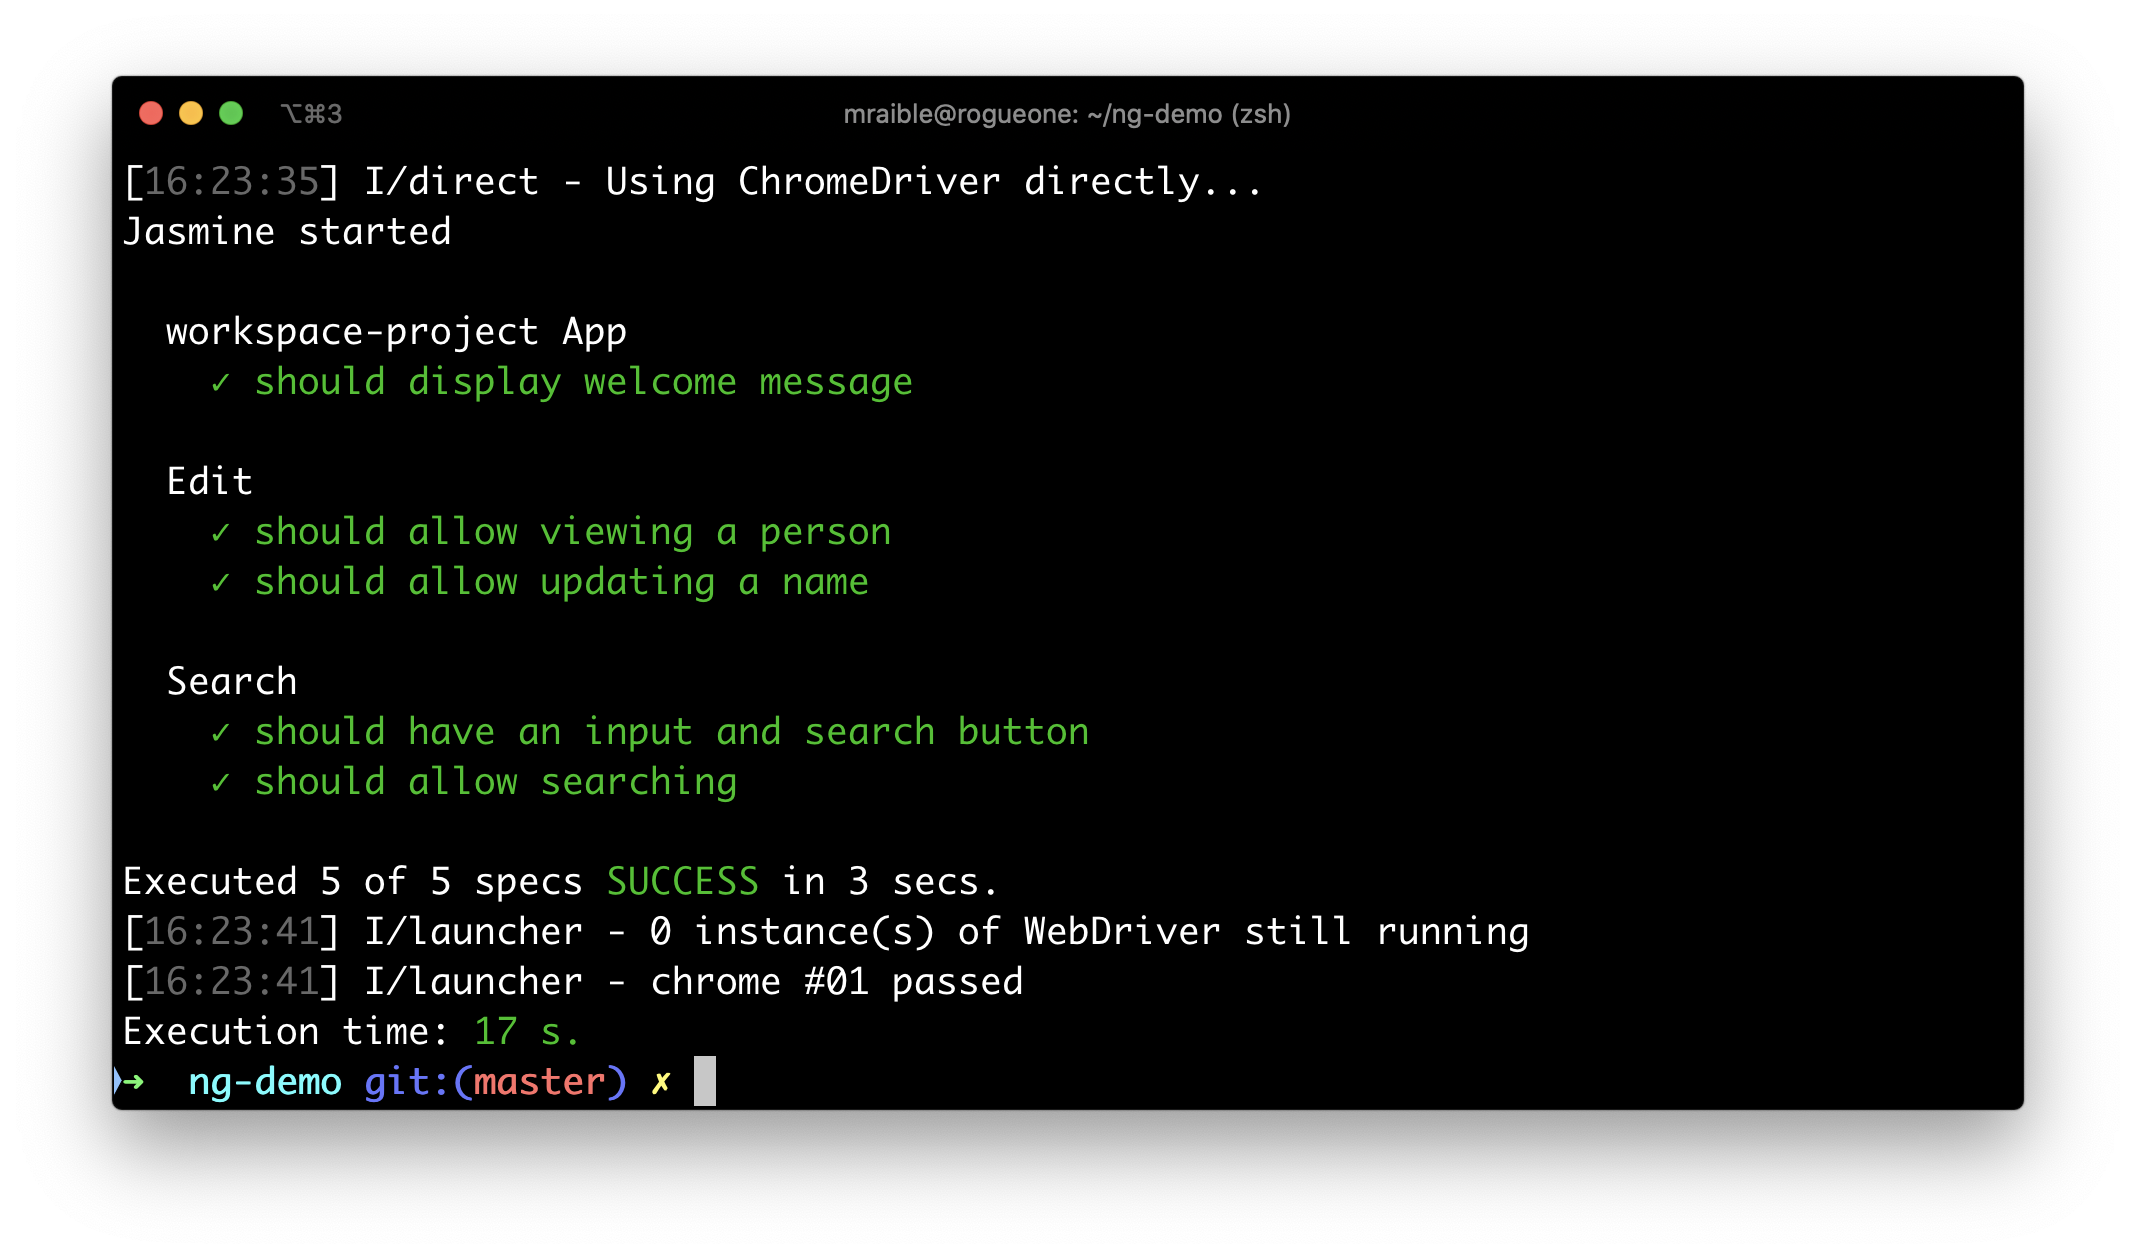 ⌥⌘3 mraible@rogueone: ~/ng-demo (zsh)
[16:23:35] I/direct - Using ChromeDriver directly...
Jasmine started
workspace-project App
✓ should display welcome message
Edit
✓ should allow viewing a person
✓ should allow updating a name
Search
✓ should have an input and search button
✓ should allow searching
Executed 5 of 5 specs SUCCESS in 3 secs.
[16:23:41] I/launcher - 0 instance(s) of WebDriver still running
[16:23:41] I/launcher - chrome #01 passed
Execution time: 17 s.
➜ ng-demo git:(master) ✗